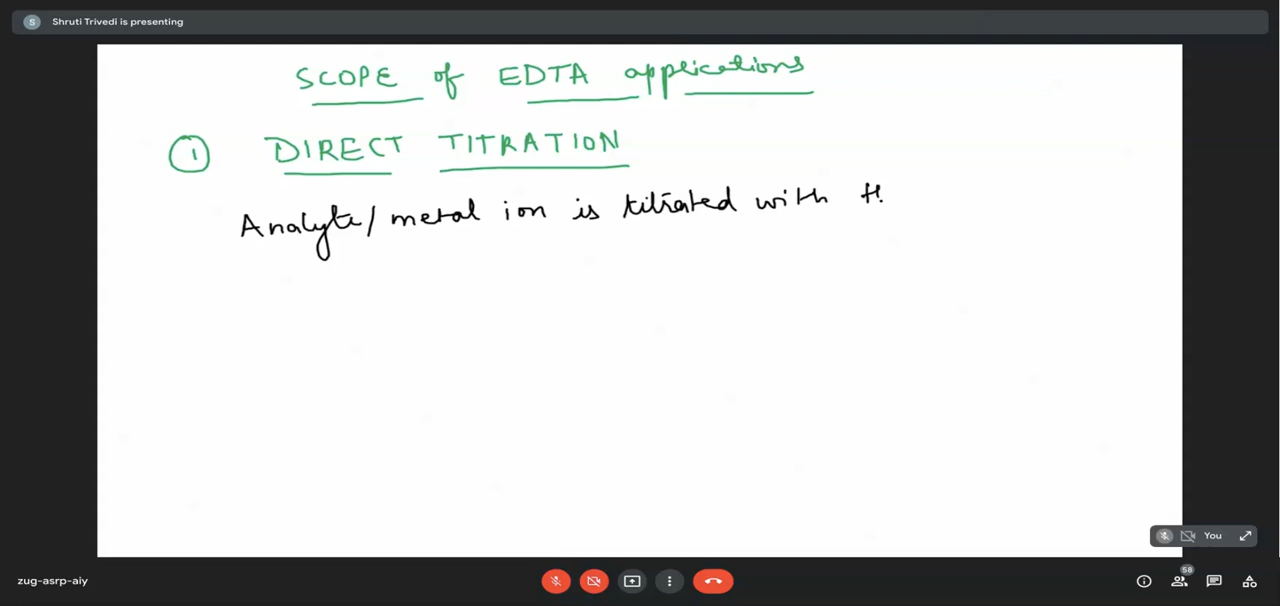 S Shruti Trivedi is presenting
SCOPE of EDTA applications
1 DIRECT TITRATION
Analyte/metal ion is titrated with
You
zug-asrp-aiy
58